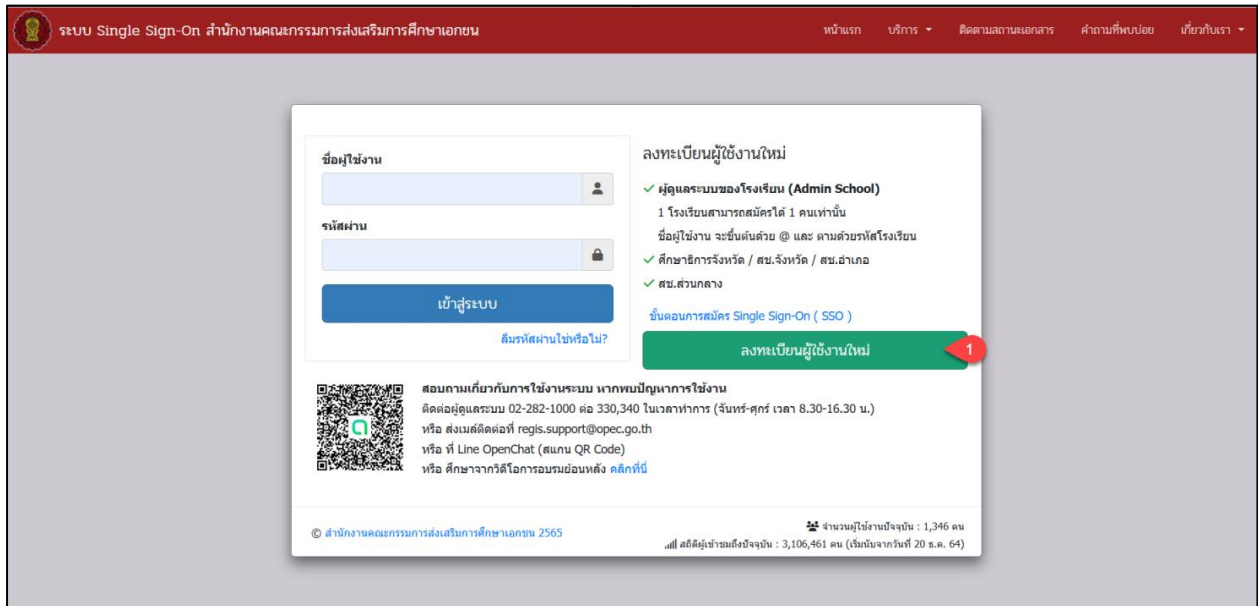 ระบบ Single Sign-On สำนักงานคณะกรรมการส่งเสริมการศึกษาเอกชน
หน้าแรก บริการ ติดตามสถานะเอกสาร คำถามที่พบบ่อย เกี่ยวกับเรา
ชื่อผู้ใช้งาน
รหัสผ่าน
เข้าสู่ระบบ
ลืมรหัสผ่านใช่หรือไม่?
ลงทะเบียนผู้ใช้งานใหม่
ผู้ดูแลระบบของโรงเรียน (Admin School)
1 โรงเรียนสามารถสมัครได้ 1 คนเท่านั้น
ชื่อผู้ใช้งาน จะขึ้นต้นด้วย @ และ ตามด้วยรหัสโรงเรียน
ศึกษาธิการจังหวัด / สช.จังหวัด / สช.อำเภอ
สช.ส่วนกลาง
ขั้นตอนการสมัคร Single Sign-On ( SSO )
ลงทะเบียนผู้ใช้งานใหม่ 1
สอบถามเกี่ยวกับการใช้งานระบบ หากพบปัญหาการใช้งาน
ติดต่อผู้ดูแลระบบ 02-282-1000 ต่อ 330,340 ในเวลาทำการ (จันทร์-ศุกร์ เวลา 8.30-16.30 น.)
หรือ ส่งเมล์ติดต่อที่ regis.support@opec.go.th
หรือ ที่ Line OpenChat (สแกน QR Code)
หรือ ศึกษาจากวิดีโอการอบรมย้อนหลัง คลิกที่นี่
© สำนักงานคณะกรรมการส่งเสริมการศึกษาเอกชน 2565
จำนวนผู้ใช้งานปัจจุบัน : 1,346 คน
สถิติผู้เข้าชมถึงปัจจุบัน : 3,106,461 คน (เริ่มนับจากวันที่ 20 ธ.ค. 64)